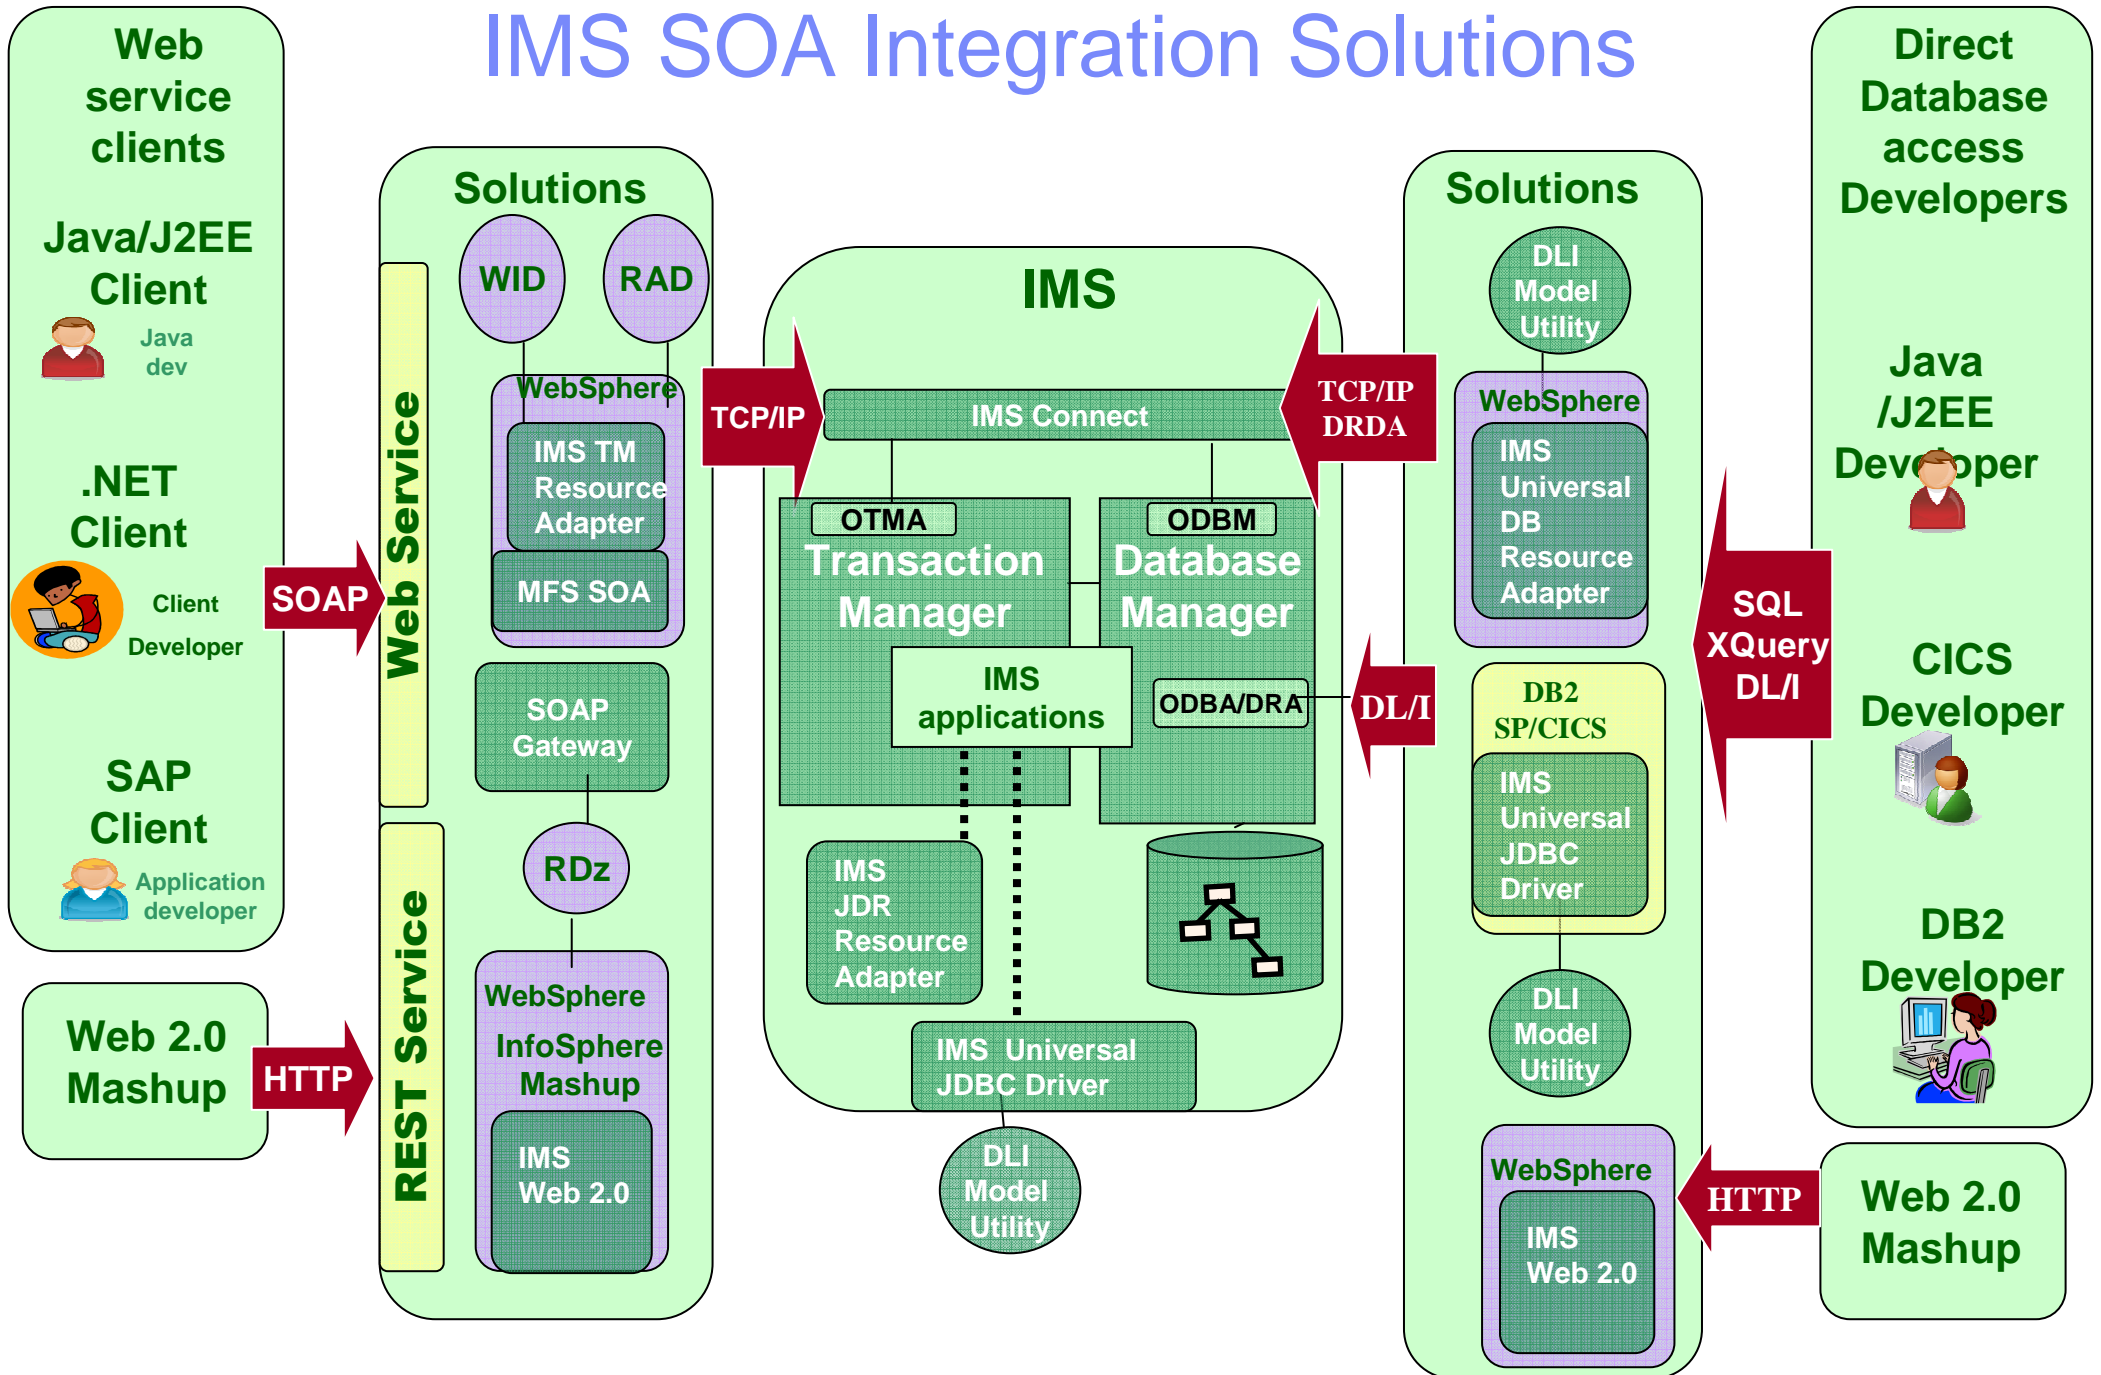 IMS SOA Integration Solutions
Web
service
clients
Java/J2EE
Client
Java
dev
.NET
Client
Client
Developer
SAP
Client
Application
developer
Web 2.0
Mashup
SOAP
HTTP
Solutions
Web Service
REST Service
WID
RAD
WebSphere
IMS TM
Resource
Adapter
MFS SOA
SOAP
Gateway
RDz
WebSphere
InfoSphere
Mashup
IMS
Web 2.0
TCP/IP
IMS
IMS Connect
OTMA
Transaction
Manager
ODBM
Database
Manager
IMS
applications
ODBA/DRA
IMS
JDR
Resource
Adapter
IMS Universal
JDBC Driver
DLI
Model
Utility
TCP/IP
DRDA
DL/I
Solutions
DLI
Model
Utility
WebSphere
IMS
Universal
DB
Resource
Adapter
DB2
SP/CICS
IMS
Universal
JDBC
Driver
DLI
Model
Utility
WebSphere
IMS
Web 2.0
SQL
XQuery
DL/I
HTTP
Direct
Database
access
Developers
Java
/J2EE
Developer
CICS
Developer
DB2
Developer
Web 2.0
Mashup